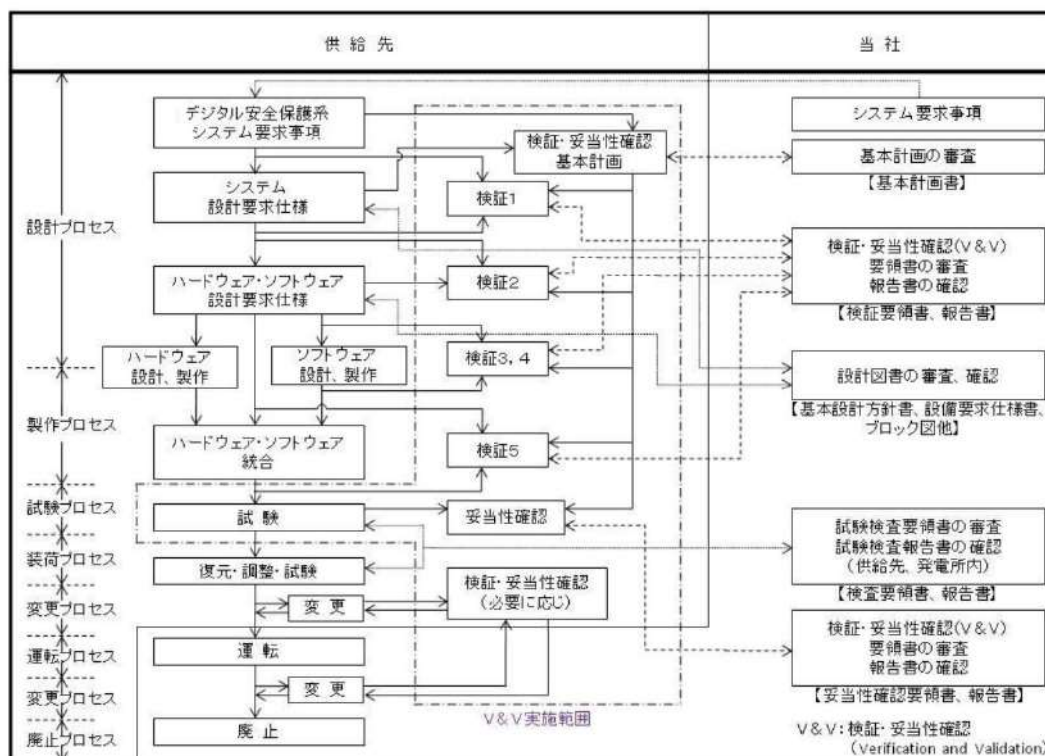 供給先
当社
デジタル安全保護系
システム要求事項
システム要求事項
検証・妥当性確認
基本計画
基本計画の審査
【基本計画書】
システム
設計要求仕様
検証1
設計プロセス
検証・妥当性確認(V&V)
要領書の審査
報告書の確認
【検証要領書、報告書】
ハードウェア・ソフトウェア
設計要求仕様
検証2
ハードウェア
設計、製作
ソフトウェア
設計、製作
検証3,4
設計図書の審査、確認
【基本設計方針書、設備要求仕様書、
ブロック図他】
製作プロセス
ハードウェア・ソフトウェア
統合
検証5
試験プロセス
試験
妥当性確認
試験検査要領書の審査
試験検査報告書の確認
(供給先、発電所内)
【検査要領書、報告書】
装荷プロセス
復元・調整・試験
検証・妥当性確認
(必要に応じ)
変更プロセス
変更
検証・妥当性確認(V&V)
要領書の審査
報告書の確認
【妥当性確認要領書、報告書】
運転プロセス
運転
変更プロセス
変更
V&V実施範囲
廃止プロセス
廃止
V&V:検証・妥当性確認
(Verification and Validation)